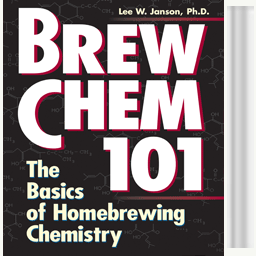 Lee W. Janson, Ph.D.
BREW
CHEM
101
The
Basics
of Homebrewing
Chemistry